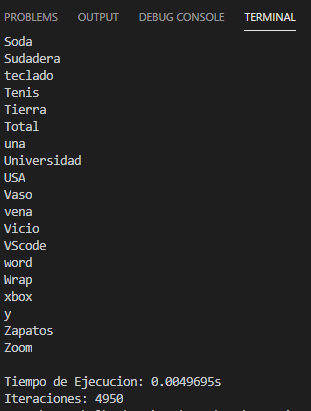 PROBLEMS OUTPUT DEBUG CONSOLE TERMINAL
Soda
Sudadera
teclado
Tenis
Tierra
Total
una
Universidad
USA
Vaso
vena
Vicio
VScode
word
Wrap
xbox
y
Zapatos
Zoom
Tiempo de Ejecucion: 0.0049695s
Iteraciones: 4950